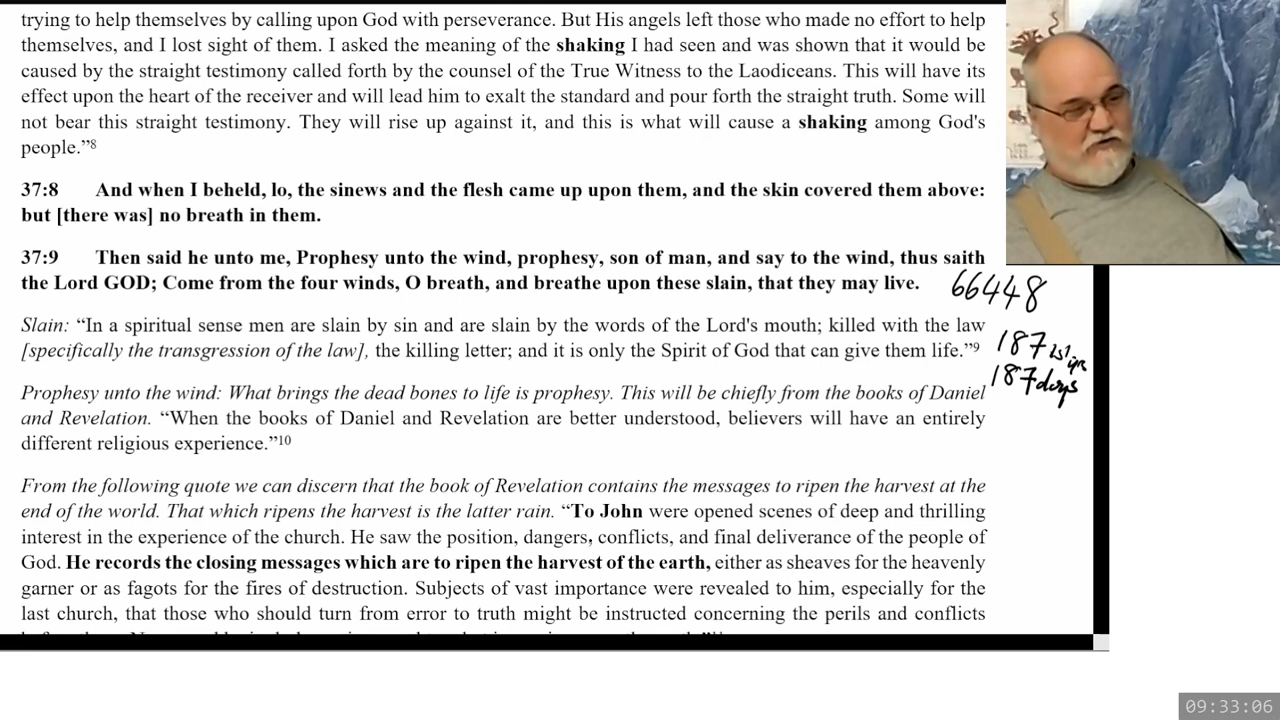 trying to help themselves by calling upon God with perseverance. But His angels left those who made no effort to help
themselves, and I lost sight of them. I asked the meaning of the shaking I had seen and was shown that it would be
caused by the straight testimony called forth by the counsel of the True Witness to the Laodiceans. This will have its
effect upon the heart of the receiver and will lead him to exalt the standard and pour forth the straight truth. Some will
not bear this straight testimony. They will rise up against it, and this is what will cause a shaking among God's
people.”⁸
37:8 And when I beheld, lo, the sinews and the flesh came up upon them, and the skin covered them above:
but [there was] no breath in them.
37:9 Then said he unto me, Prophesy unto the wind, prophesy, son of man, and say to the wind, thus saith
the Lord GOD; Come from the four winds, O breath, and breathe upon these slain, that they may live.
66448
Slain: “In a spiritual sense men are slain by sin and are slain by the words of the Lord's mouth; killed with the law
[specifically the transgression of the law], the killing letter; and it is only the Spirit of God that can give them life.”⁹
187
187 days
Prophesy unto the wind: What brings the dead bones to life is prophesy. This will be chiefly from the books of Daniel
and Revelation. “When the books of Daniel and Revelation are better understood, believers will have an entirely
different religious experience.”¹⁰
From the following quote we can discern that the book of Revelation contains the messages to ripen the harvest at the
end of the world. That which ripens the harvest is the latter rain. “To John were opened scenes of deep and thrilling
interest in the experience of the church. He saw the position, dangers, conflicts, and final deliverance of the people of
God. He records the closing messages which are to ripen the harvest of the earth, either as sheaves for the heavenly
garner or as fagots for the fires of destruction. Subjects of vast importance were revealed to him, especially for the
last church, that those who should turn from error to truth might be instructed concerning the perils and conflicts
09:33:06